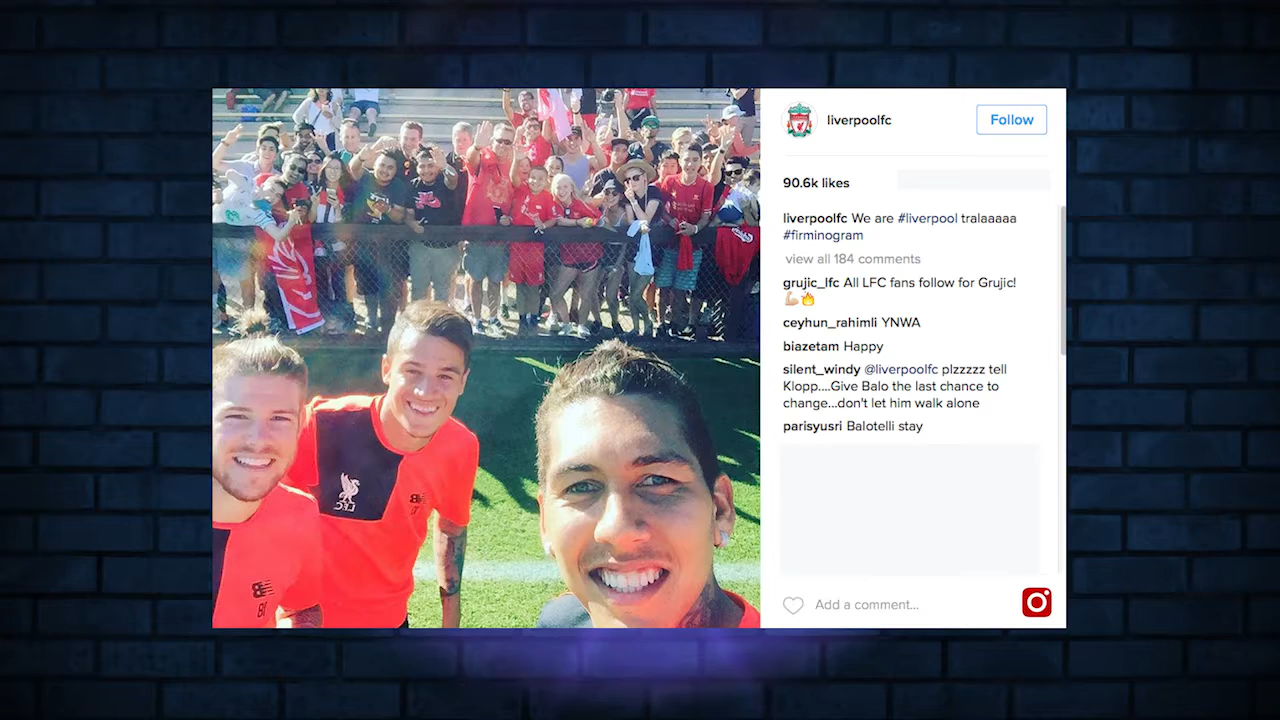 liverpoolfc
Follow
90.6k likes
liverpoolfc We are #liverpool tralaaaaa
#firminogram
view all 184 comments
grujic_lfc All LFC fans follow for Grujic!
💪🏼🔥
ceyhun_rahimli YNWA
biazetam Happy
silent_windy @liverpoolfc plzzzzz tell
Klopp....Give Balo the last chance to
change...don't let him walk alone
parisyusri Balotelli stay
Add a comment...
L.F.C